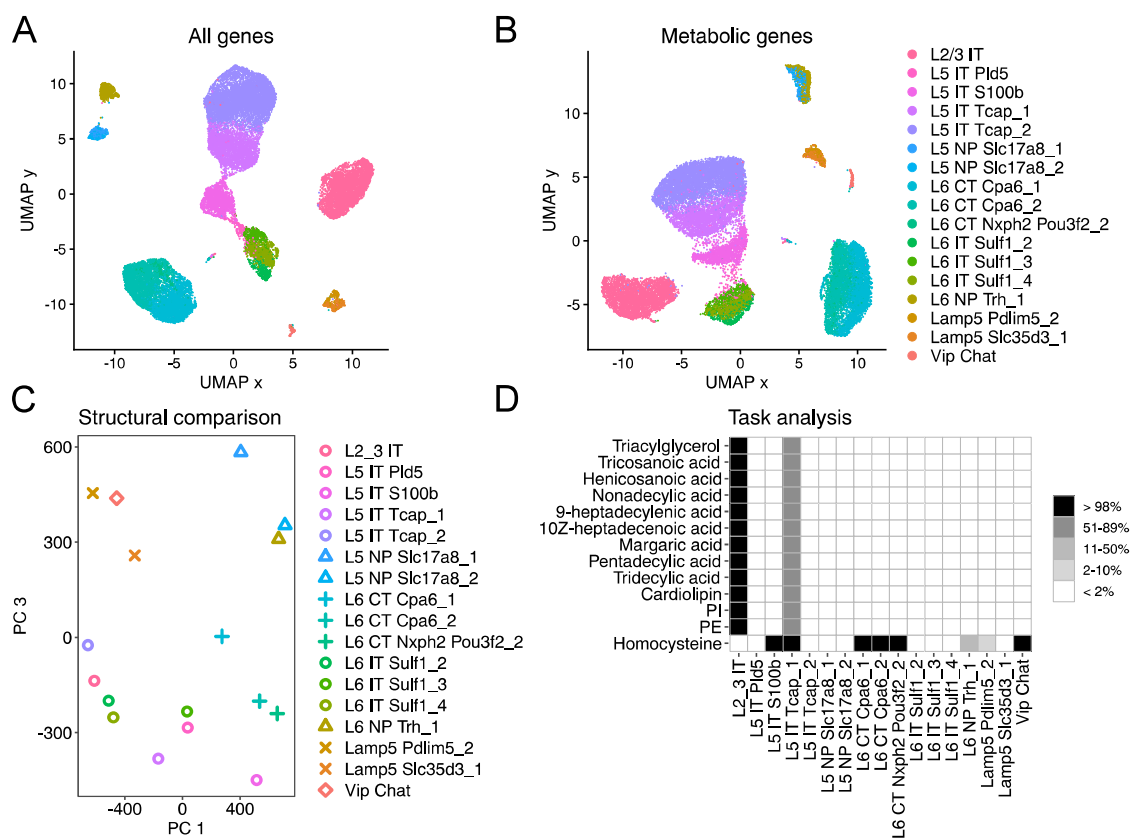 A
All genes
UMAP y
10
5
0
-5
-10
-10
-5
0
5
10
UMAP x
B
Metabolic genes
UMAP y
10
5
0
-5
-10
-5
0
5
10
UMAP x
L2/3 IT
L5 IT Pld5
L5 IT S100b
L5 IT Tcap_1
L5 IT Tcap_2
L5 NP Slc17a8_1
L5 NP Slc17a8_2
L6 CT Cpa6_1
L6 CT Cpa6_2
L6 CT Nxph2 Pou3f2_2
L6 IT Sulf1_2
L6 IT Sulf1_3
L6 IT Sulf1_4
L6 NP Trh_1
Lamp5 Pdlim5_2
Lamp5 Slc35d3_1
Vip Chat
C
Structural comparison
PC 3
600
300
0
-300
-400
0
400
PC 1
L2_3 IT
L5 IT Pld5
L5 IT S100b
L5 IT Tcap_1
L5 IT Tcap_2
L5 NP Slc17a8_1
L5 NP Slc17a8_2
L6 CT Cpa6_1
L6 CT Cpa6_2
L6 CT Nxph2 Pou3f2_2
L6 IT Sulf1_2
L6 IT Sulf1_3
L6 IT Sulf1_4
L6 NP Trh_1
Lamp5 Pdlim5_2
Lamp5 Slc35d3_1
Vip Chat
D
Task analysis
Triacylglycerol
Tricosanoic acid
Henicosanoic acid
Nonadecylic acid
9-heptadecylenic acid
10Z-heptadecenoic acid
Margaric acid
Pentadecylic acid
Tridecylic acid
Cardiolipin
PI
PE
Homocysteine
L2_3 IT
L5 IT Pld5
L5 IT S100b
L5 IT Tcap_1
L5 IT Tcap_2
L5 NP Slc17a8_1
L5 NP Slc17a8_2
L6 CT Cpa6_1
L6 CT Cpa6_2
L6 CT Nxph2 Pou3f2_2
L6 IT Sulf1_2
L6 IT Sulf1_3
L6 IT Sulf1_4
L6 NP Trh_1
Lamp5 Pdlim5_2
Lamp5 Slc35d3_1
Vip Chat
> 98%
51-89%
11-50%
2-10%
< 2%